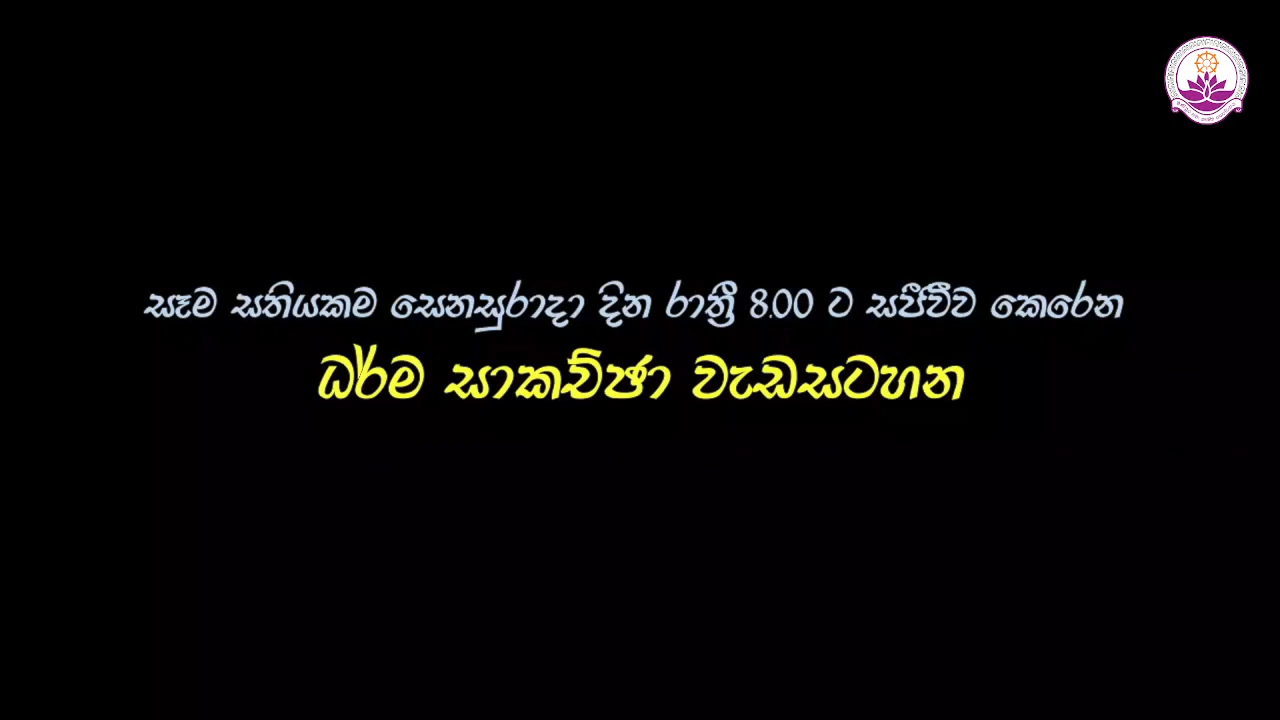 සෑම සතියකම සෙනසුරාදා දින රාත්‍රී 8.00 ට සජීවීව කෙරෙන
ධර්ම සාකච්ඡා වැඩසටහන